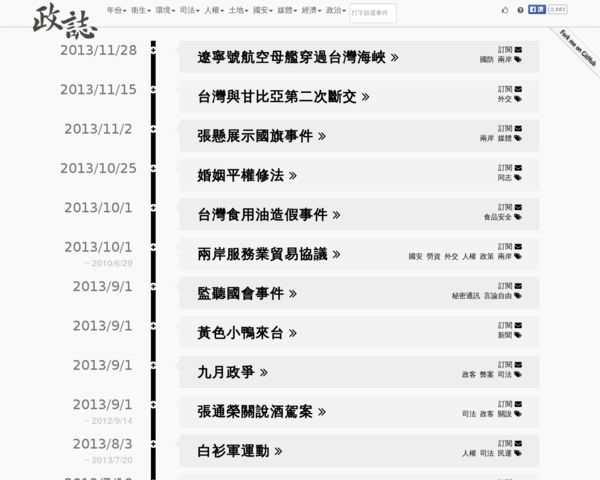 政誌
年份 衛生 環境 司法 人權 土地 國安 媒體 經濟 政治 打字篩選事件 讚 2,893
Fork me on GitHub
2013/11/28 遼寧號航空母艦穿過台灣海峽 » 訂閱
國防 兩岸
2013/11/15 台灣與甘比亞第二次斷交 » 訂閱
外交
2013/11/2 張懸展示國旗事件 » 訂閱
兩岸 媒體
2013/10/25 婚姻平權修法 » 訂閱
同志
2013/10/1 台灣食用油造假事件 » 訂閱
食品安全
2013/10/1 兩岸服務業貿易協議 » 訂閱
~ 2010/6/29 國安 勞資 外交 人權 政策 兩岸
2013/9/1 監聽國會事件 » 訂閱
秘密通訊 言論自由
2013/9/1 黃色小鴨來台 » 訂閱
新聞
2013/9/1 九月政爭 » 訂閱
政客 弊案 司法
2013/9/1 張通榮關說酒駕案 » 訂閱
~ 2012/9/14 司法 政客 關說
2013/8/3 白衫軍運動 » 訂閱
~ 2013/7/20 人權 司法 民運